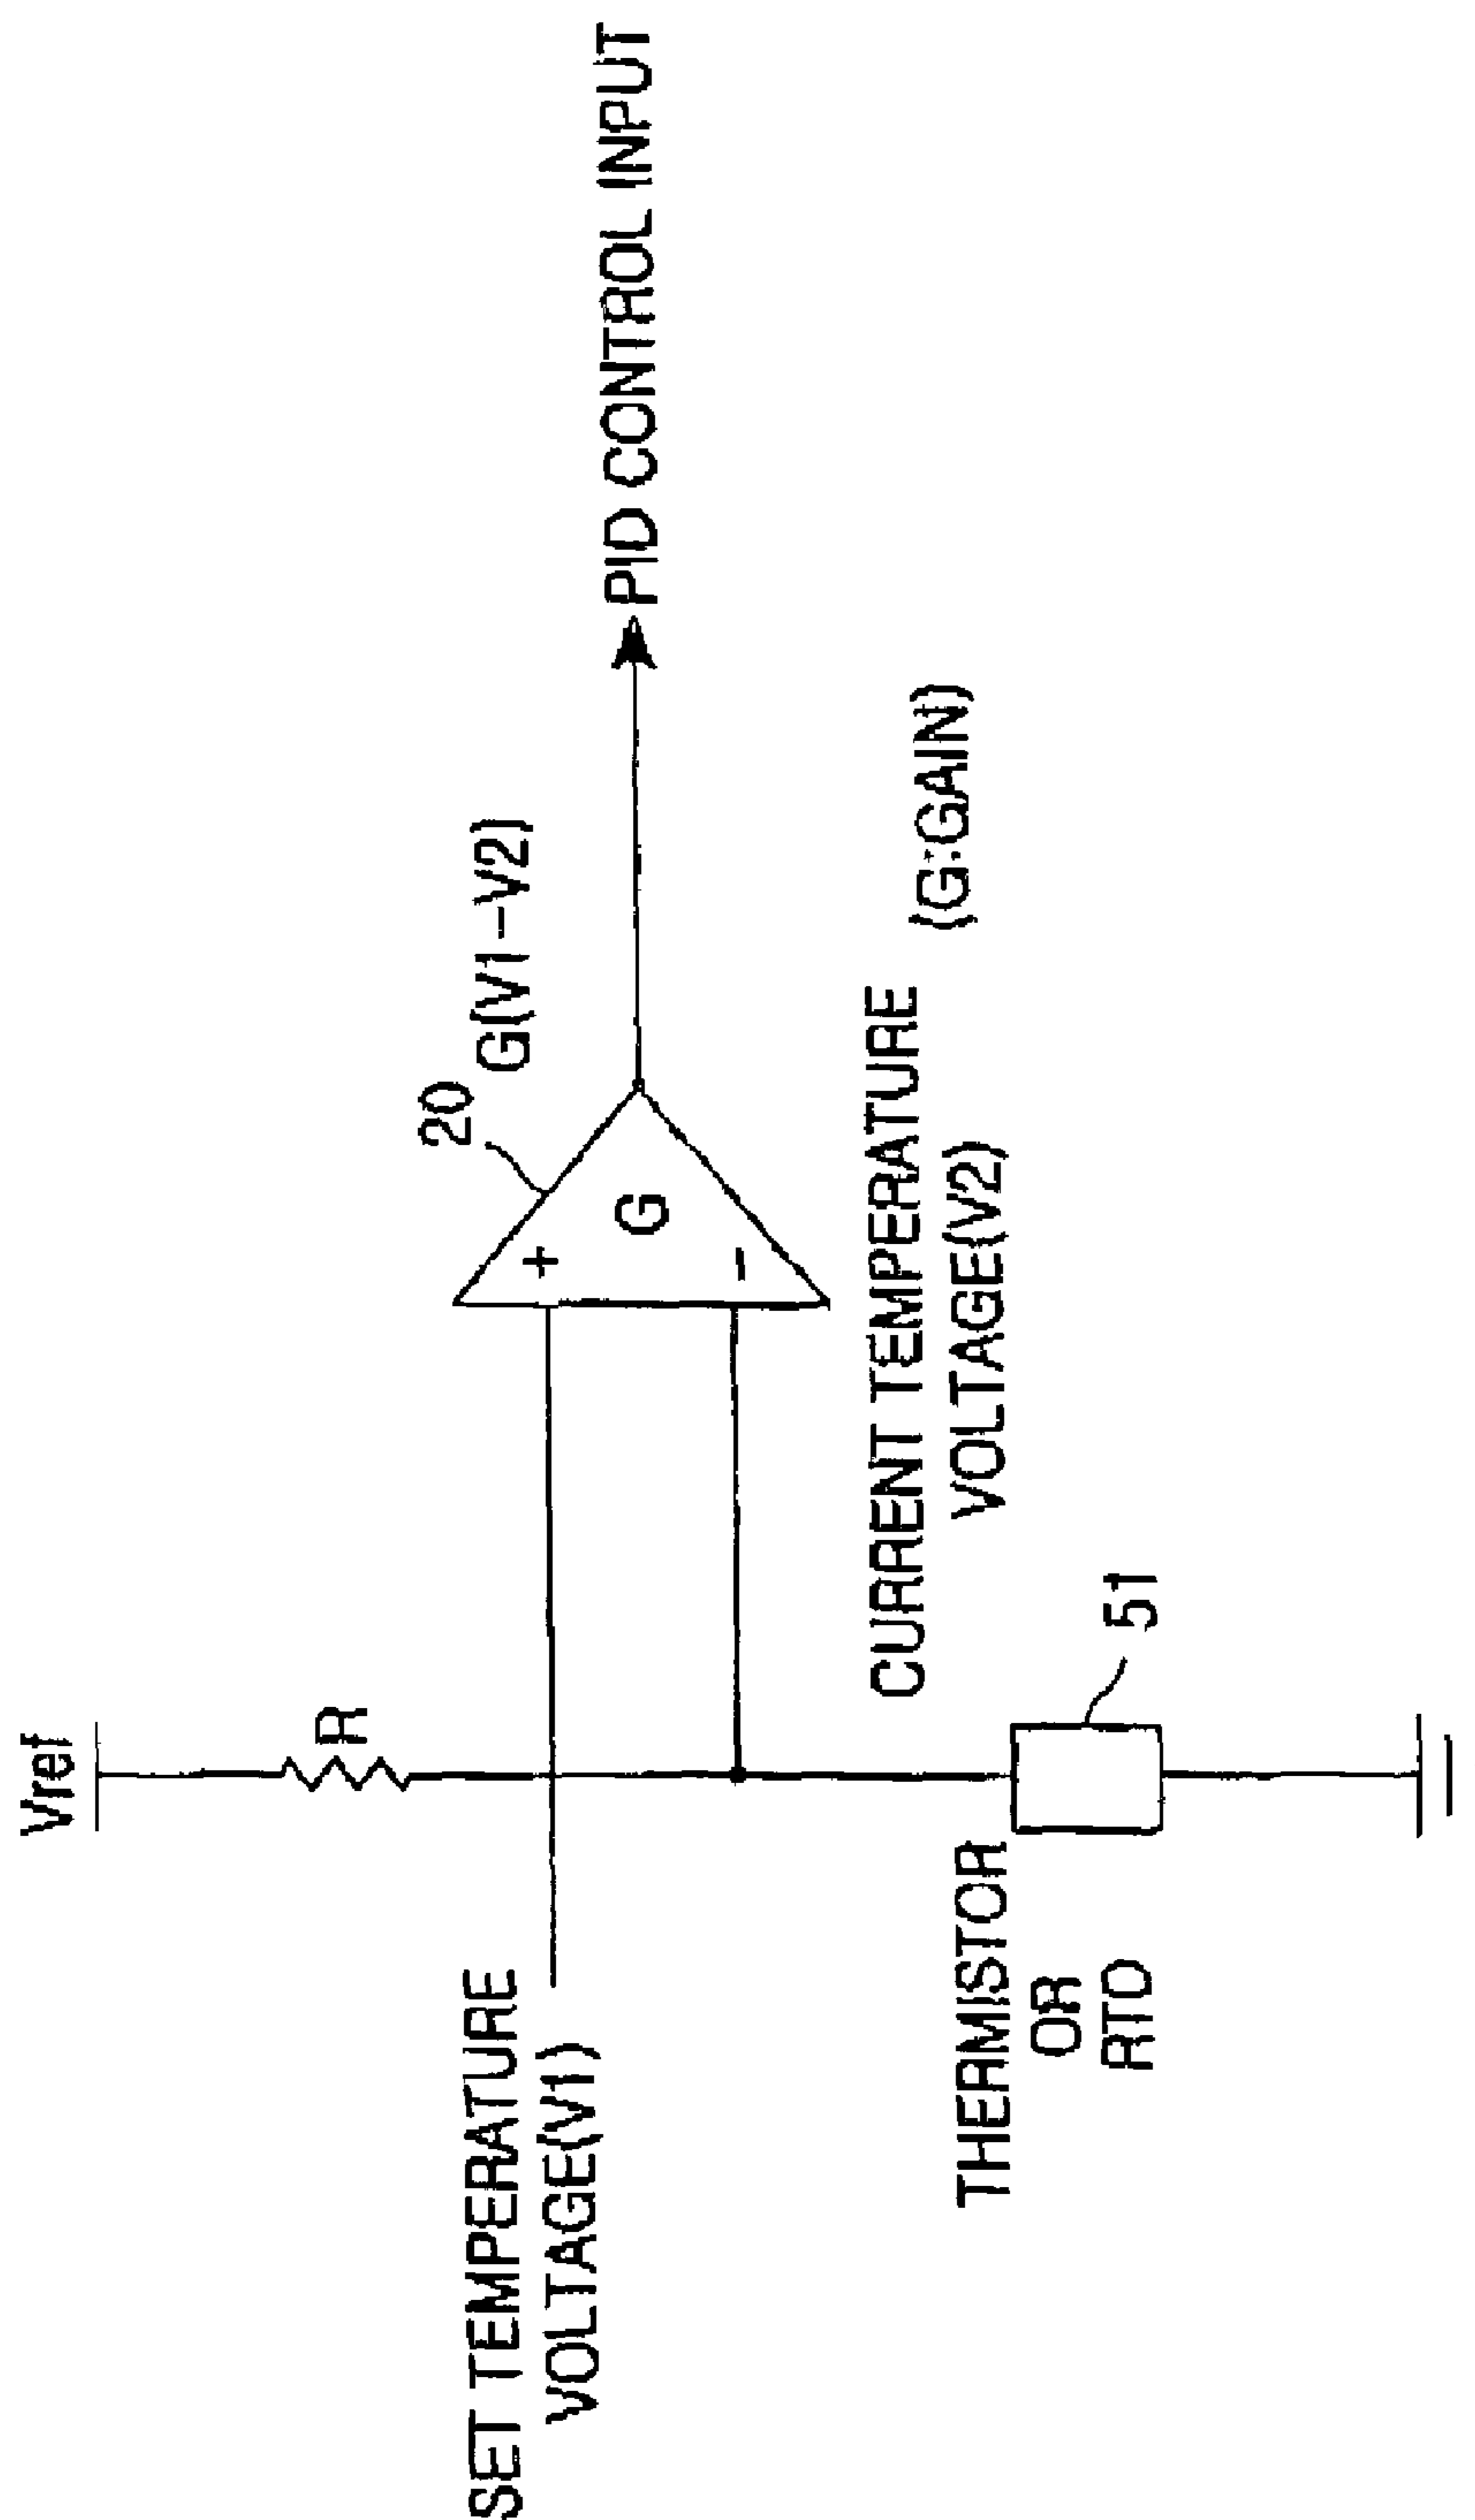 Vref
R
SET TEMPERATURE
VOLTAGE(V1)
20
G(V1-V2)
+
G
-
PID CONTROL INPUT
CURRENT TEMPERATURE
VOLTAGE(V2)
(G:GAIN)
THERMISTOR
OR
RTD
51